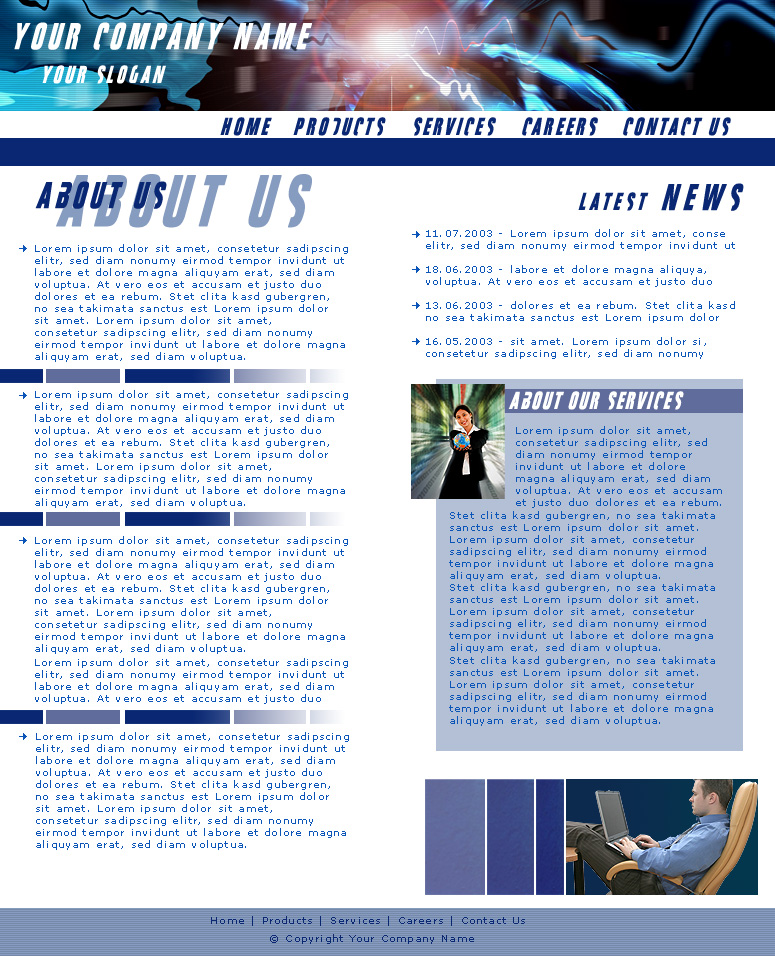 YOUR COMPANY NAME
YOUR SLOGAN
HOME PRODUCTS SERVICES CAREERS CONTACT US
ABOUT US
ABOUT US
Lorem ipsum dolor sit amet, consetetur sadipscing
elitr, sed diam nonumy eirmod tempor invidunt ut
labore et dolore magna aliquyam erat, sed diam
voluptua. At vero eos et accusam et justo duo
dolores et ea rebum. Stet clita kasd gubergren,
no sea takimata sanctus est Lorem ipsum dolor
sit amet. Lorem ipsum dolor sit amet,
consetetur sadipscing elitr, sed diam nonumy
eirmod tempor invidunt ut labore et dolore magna
aliquyam erat, sed diam voluptua.
Lorem ipsum dolor sit amet, consetetur sadipscing
elitr, sed diam nonumy eirmod tempor invidunt ut
labore et dolore magna aliquyam erat, sed diam
voluptua. At vero eos et accusam et justo duo
dolores et ea rebum. Stet clita kasd gubergren,
no sea takimata sanctus est Lorem ipsum dolor
sit amet. Lorem ipsum dolor sit amet,
consetetur sadipscing elitr, sed diam nonumy
eirmod tempor invidunt ut labore et dolore magna
aliquyam erat, sed diam voluptua.
Lorem ipsum dolor sit amet, consetetur sadipscing
elitr, sed diam nonumy eirmod tempor invidunt ut
labore et dolore magna aliquyam erat, sed diam
voluptua. At vero eos et accusam et justo duo
dolores et ea rebum. Stet clita kasd gubergren,
no sea takimata sanctus est Lorem ipsum dolor
sit amet. Lorem ipsum dolor sit amet,
consetetur sadipscing elitr, sed diam nonumy
eirmod tempor invidunt ut labore et dolore magna
aliquyam erat, sed diam voluptua.
Lorem ipsum dolor sit amet, consetetur sadipscing
elitr, sed diam nonumy eirmod tempor invidunt ut
labore et dolore magna aliquyam erat, sed diam
voluptua. At vero eos et accusam et justo duo
Lorem ipsum dolor sit amet, consetetur sadipscing
elitr, sed diam nonumy eirmod tempor invidunt ut
labore et dolore magna aliquyam erat, sed diam
voluptua. At vero eos et accusam et justo duo
dolores et ea rebum. Stet clita kasd gubergren,
no sea takimata sanctus est Lorem ipsum dolor
sit amet. Lorem ipsum dolor sit amet,
consetetur sadipscing elitr, sed diam nonumy
eirmod tempor invidunt ut labore et dolore magna
aliquyam erat, sed diam voluptua.
LATEST NEWS
11.07.2003 - Lorem ipsum dolor sit amet, conse
elitr, sed diam nonumy eirmod tempor invidunt ut
18.06.2003 - labore et dolore magna aliquya,
voluptua. At vero eos et accusam et justo duo
13.06.2003 - dolores et ea rebum. Stet clita kasd
no sea takimata sanctus est Lorem ipsum dolor
16.05.2003 - sit amet. Lorem ipsum dolor si,
consetetur sadipscing elitr, sed diam nonumy
ABOUT OUR SERVICES
Lorem ipsum dolor sit amet,
consetetur sadipscing elitr, sed
diam nonumy eirmod tempor
invidunt ut labore et dolore
magna aliquyam erat, sed diam
voluptua. At vero eos et accusam
et justo duo dolores et ea rebum.
Stet clita kasd gubergren, no sea takimata
sanctus est Lorem ipsum dolor sit amet.
Lorem ipsum dolor sit amet, consetetur
sadipscing elitr, sed diam nonumy eirmod
tempor invidunt ut labore et dolore magna
aliquyam erat, sed diam voluptua.
Stet clita kasd gubergren, no sea takimata
sanctus est Lorem ipsum dolor sit amet.
Lorem ipsum dolor sit amet, consetetur
sadipscing elitr, sed diam nonumy eirmod
tempor invidunt ut labore et dolore magna
aliquyam erat, sed diam voluptua.
Stet clita kasd gubergren, no sea takimata
sanctus est Lorem ipsum dolor sit amet.
Lorem ipsum dolor sit amet, consetetur
sadipscing elitr, sed diam nonumy eirmod
tempor invidunt ut labore et dolore magna
aliquyam erat, sed diam voluptua.
Home | Products | Services | Careers | Contact Us
© Copyright Your Company Name